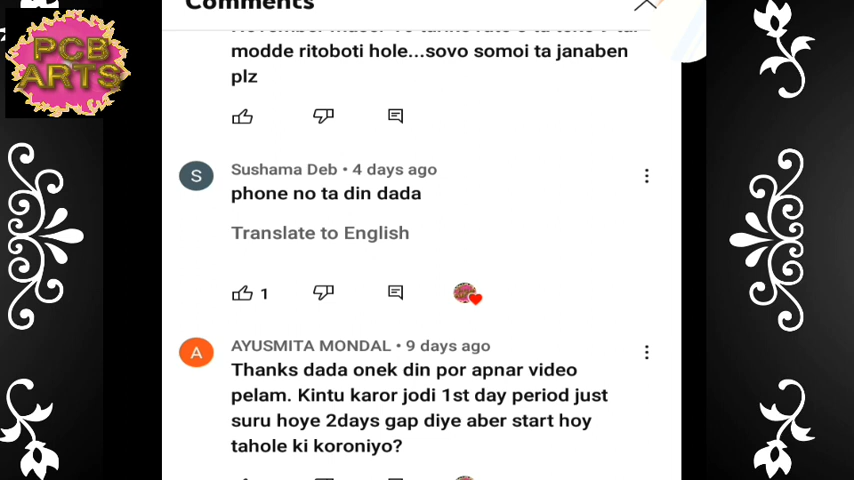 PCB
ARTS
Comments
modde ritoboti hole...sovo somoi ta janaben
plz
Sushama Deb • 4 days ago
phone no ta din dada
Translate to English
1
AYUSMITA MONDAL • 9 days ago
Thanks dada onek din por apnar video
pelam. Kintu karor jodi 1st day period just
suru hoye 2days gap diye aber start hoy
tahole ki koroniyo?